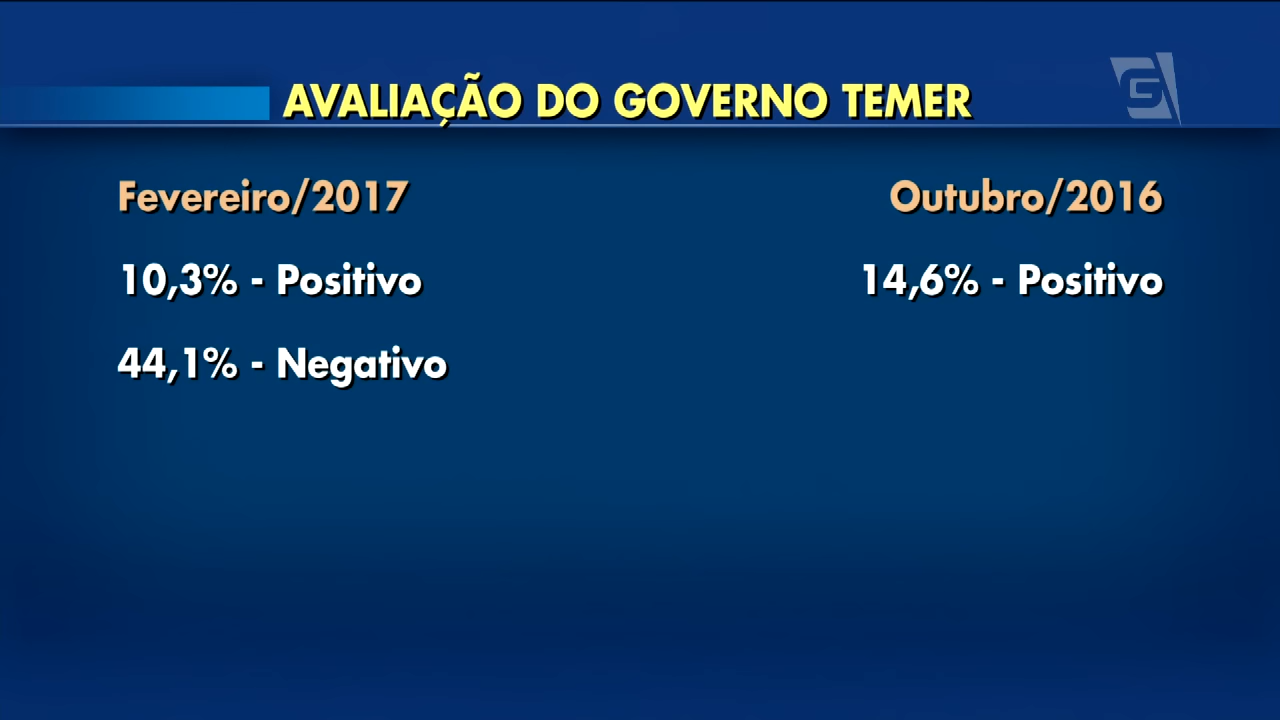 AVALIAÇÃO DO GOVERNO TEMER
Fevereiro/2017
10,3% - Positivo
44,1% - Negativo
Outubro/2016
14,6% - Positivo